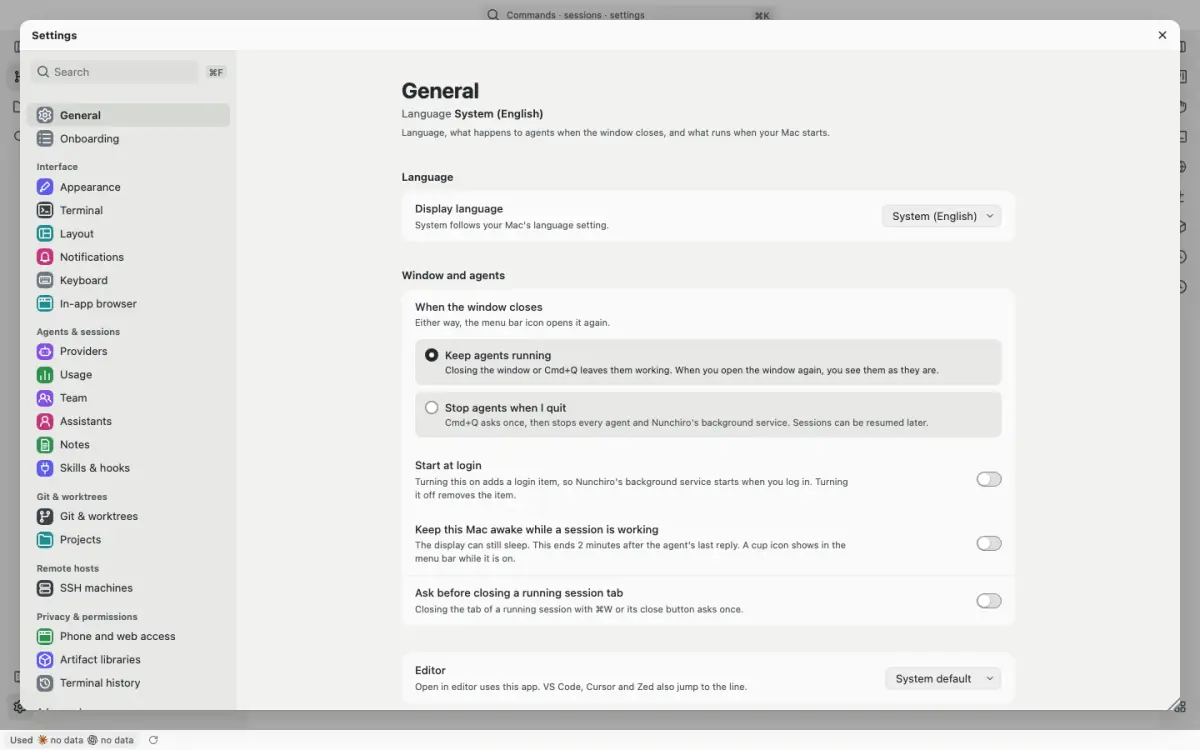 Commands · sessions · settings ⌘K
Settings
Search ⌘F
General
Onboarding
Interface
Appearance
Terminal
Layout
Notifications
Keyboard
In-app browser
Agents & sessions
Providers
Usage
Team
Assistants
Notes
Skills & hooks
Git & worktrees
Git & worktrees
Projects
Remote hosts
SSH machines
Privacy & permissions
Phone and web access
Artifact libraries
Terminal history
General
Language System (English)
Language, what happens to agents when the window closes, and what runs when your Mac starts.
Language
Display language
System follows your Mac's language setting.
System (English)
Window and agents
When the window closes
Either way, the menu bar icon opens it again.
Keep agents running
Closing the window or Cmd+Q leaves them working. When you open the window again, you see them as they are.
Stop agents when I quit
Cmd+Q asks once, then stops every agent and Nunchiro's background service. Sessions can be resumed later.
Start at login
Turning this on adds a login item, so Nunchiro's background service starts when you log in. Turning
it off removes the item.
Keep this Mac awake while a session is working
The display can still sleep. This ends 2 minutes after the agent's last reply. A cup icon shows in the
menu bar while it is on.
Ask before closing a running session tab
Closing the tab of a running session with ⌘W or its close button asks once.
Editor
Open in editor uses this app. VS Code, Cursor and Zed also jump to the line.
System default
Used no data no data